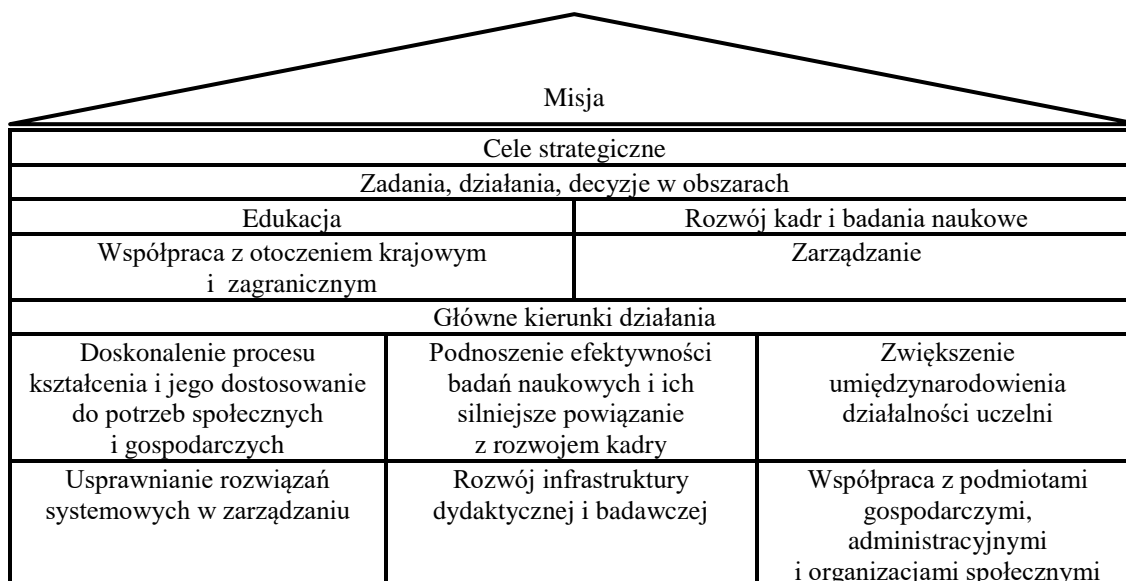 Misja
Cele strategiczne
Zadania, działania, decyzje w obszarach
Edukacja
Rozwój kadr i badania naukowe
Współpraca z otoczeniem krajowym
i zagranicznym
Zarządzanie
Główne kierunki działania
Doskonalenie procesu
kształcenia i jego dostosowanie
do potrzeb społecznych
i gospodarczych
Podnoszenie efektywności
badań naukowych i ich
silniejsze powiązanie
z rozwojem kadry
Zwiększenie
umiędzynarodowienia
działalności uczelni
Usprawnianie rozwiązań
systemowych w zarządzaniu
Rozwój infrastruktury
dydaktycznej i badawczej
Współpraca z podmiotami
gospodarczymi,
administracyjnymi
i organizacjami społecznymi